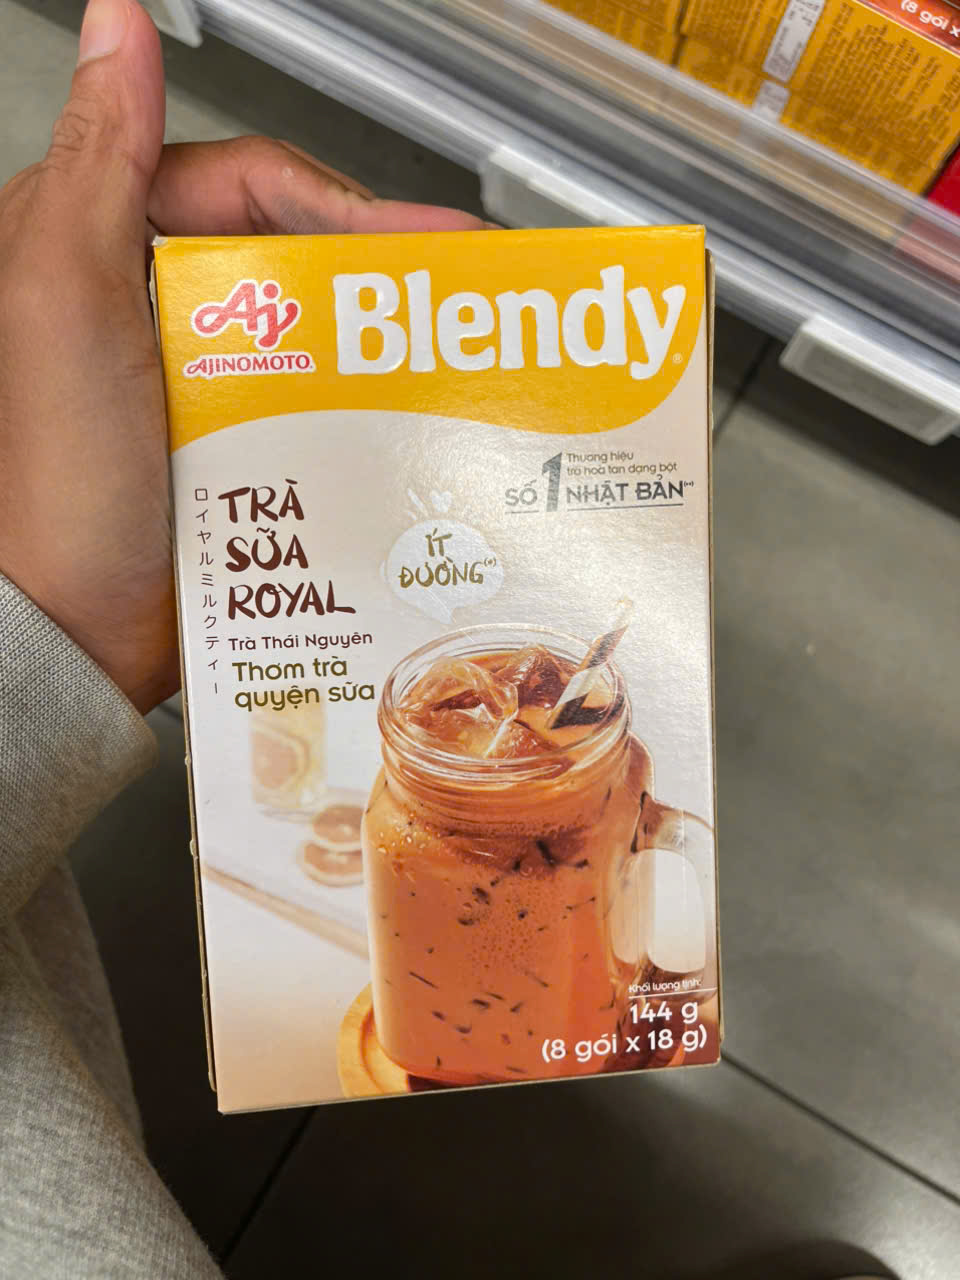 (8 gói x
Aj
AJINOMOTO®
Blendy®
Thương hiệu
trà hoà tan dạng bột
SỐ 1 NHẬT BẢN(**)
ロイヤルミルクティー
TRÀ
SỮA
ROYAL
ÍT
ĐƯỜNG(*)
Trà Thái Nguyên
Thơm trà
quyện sữa
Khối lượng tịnh:
144 g
(8 gói x 18 g)